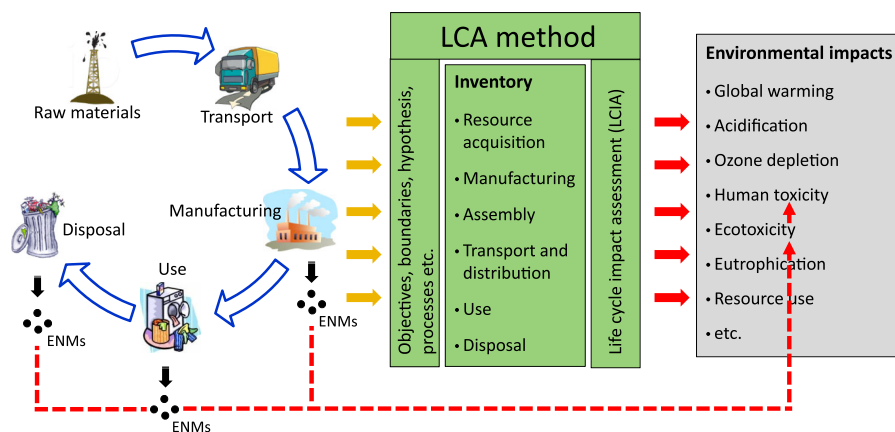 Raw materials
Transport
Manufacturing
Disposal
Use
ENMs
ENMs
ENMs
LCA method
Objectives, boundaries, hypothesis,
processes etc.
Inventory
• Resource
acquisition
• Manufacturing
• Assembly
• Transport and
distribution
• Use
• Disposal
Life cycle impact assessment (LCIA)
Environmental impacts
• Global warming
• Acidification
• Ozone depletion
• Human toxicity
• Ecotoxicity
• Eutrophication
• Resource use
• etc.